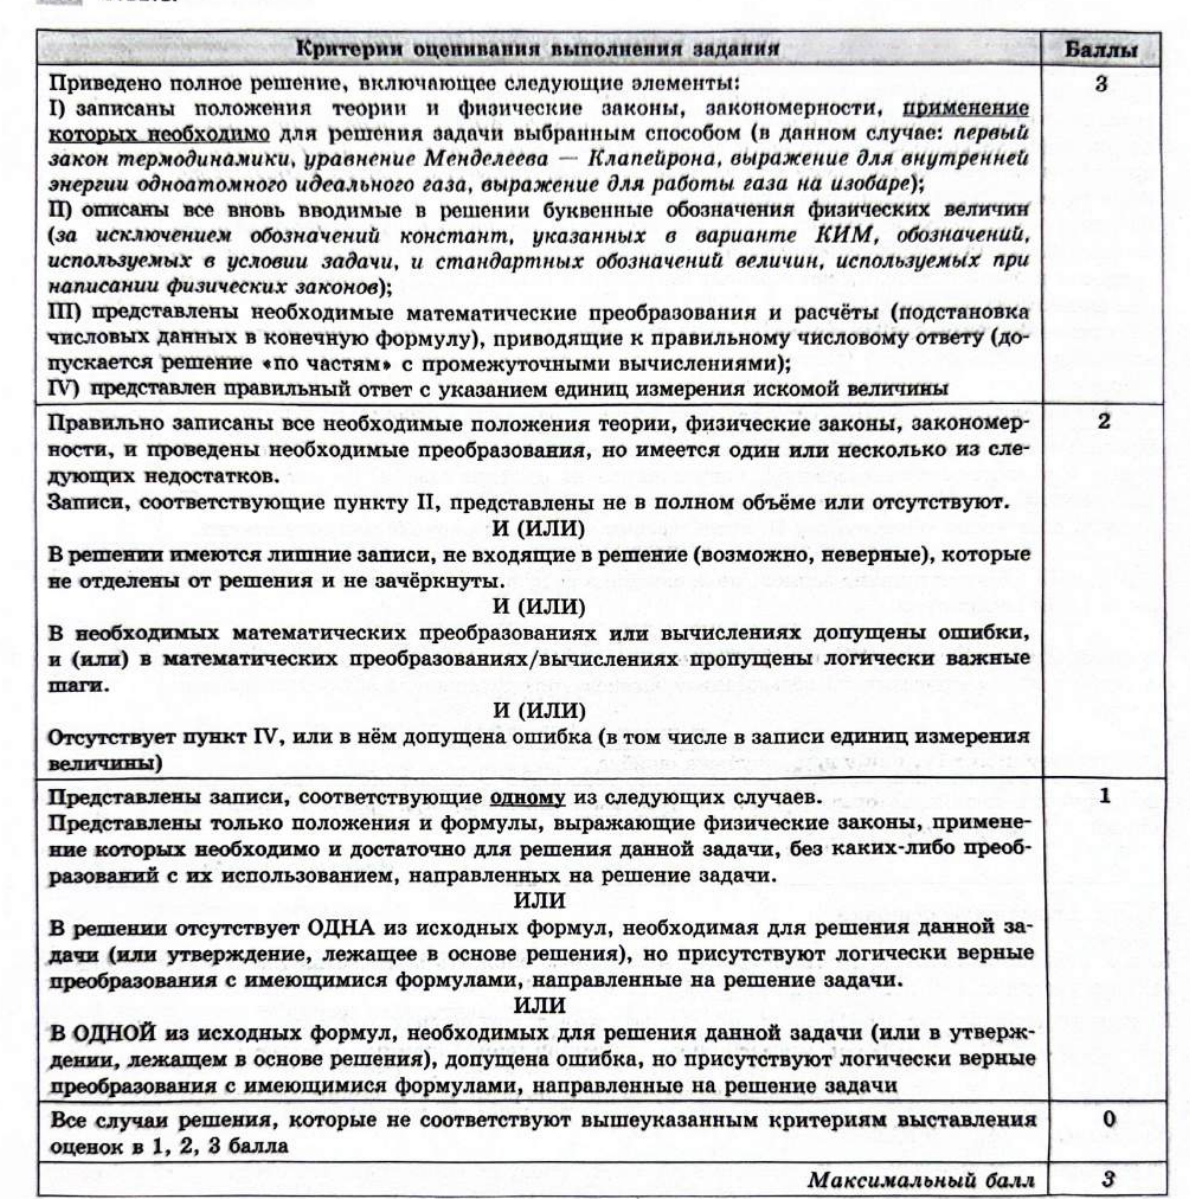 Критерии оценивания выполнения задания Баллы
Приведено полное решение, включающее следующие элементы: 3
I) записаны положения теории и физические законы, закономерности, применение
которых необходимо для решения задачи выбранным способом (в данном случае: первый
закон термодинамики, уравнение Менделеева — Клапейрона, выражение для внутренней
энергии одноатомного идеального газа, выражение для работы газа на изобаре);
II) описаны все вновь вводимые в решении буквенные обозначения физических величин
(за исключением обозначений констант, указанных в варианте КИМ, обозначений,
используемых в условии задачи, и стандартных обозначений величин, используемых при
написании физических законов);
III) представлены необходимые математические преобразования и расчёты (подстановка
числовых данных в конечную формулу), приводящие к правильному числовому ответу (до-
пускается решение «по частям» с промежуточными вычислениями);
IV) представлен правильный ответ с указанием единиц измерения искомой величины
Правильно записаны все необходимые положения теории, физические законы, закономер- 2
ности, и проведены необходимые преобразования, но имеется один или несколько из сле-
дующих недостатков.
Записи, соответствующие пункту II, представлены не в полном объёме или отсутствуют.
И (ИЛИ)
В решении имеются лишние записи, не входящие в решение (возможно, неверные), которые
не отделены от решения и не зачёркнуты.
И (ИЛИ)
В необходимых математических преобразованиях или вычислениях допущены ошибки,
и (или) в математических преобразованиях/вычислениях пропущены логически важные
шаги.
И (ИЛИ)
Отсутствует пункт IV, или в нём допущена ошибка (в том числе в записи единиц измерения
величины)
Представлены записи, соответствующие одному из следующих случаев. 1
Представлены только положения и формулы, выражающие физические законы, примене-
ние которых необходимо и достаточно для решения данной задачи, без каких-либо преоб-
разований с их использованием, направленных на решение задачи.
ИЛИ
В решении отсутствует ОДНА из исходных формул, необходимая для решения данной за-
дачи (или утверждение, лежащее в основе решения), но присутствуют логически верные
преобразования с имеющимися формулами, направленные на решение задачи.
ИЛИ
В ОДНОЙ из исходных формул, необходимых для решения данной задачи (или в утверж-
дении, лежащем в основе решения), допущена ошибка, но присутствуют логически верные
преобразования с имеющимися формулами, направленные на решение задачи
Все случаи решения, которые не соответствуют вышеуказанным критериям выставления 0
оценок в 1, 2, 3 балла
Максимальный балл 3